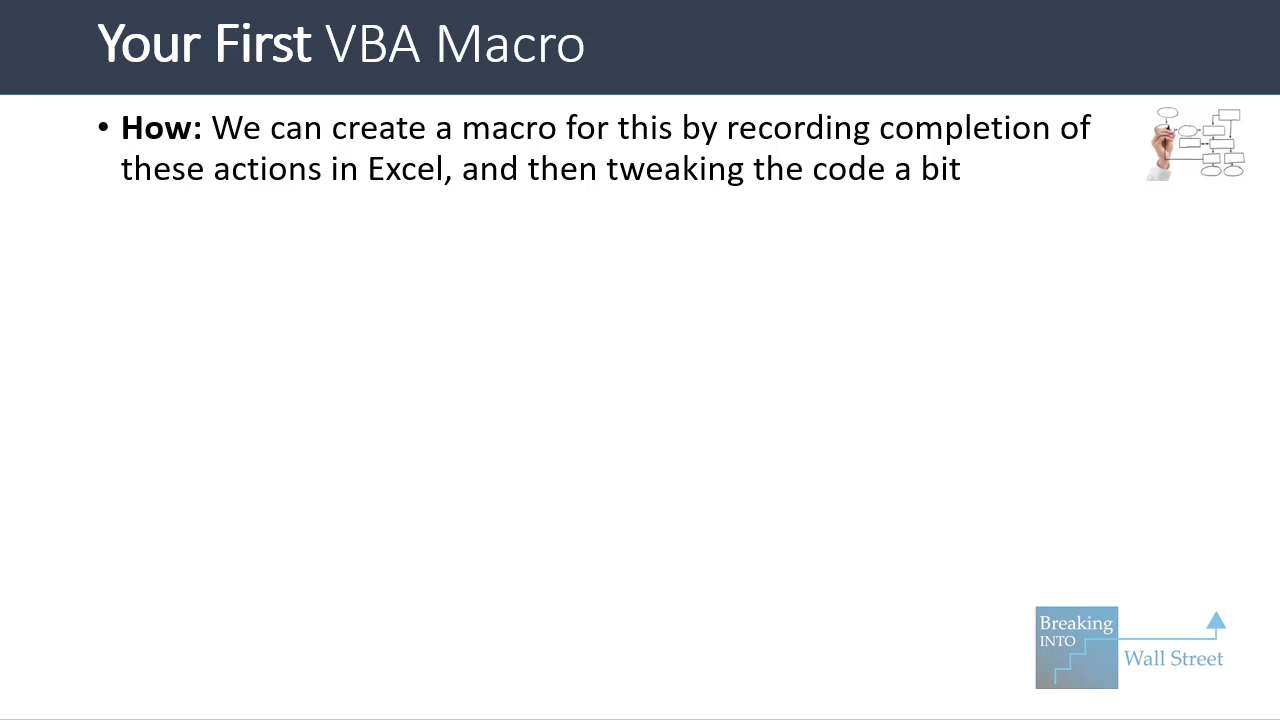 Your First VBA Macro
• How: We can create a macro for this by recording completion of
these actions in Excel, and then tweaking the code a bit
Breaking
INTO
Wall Street